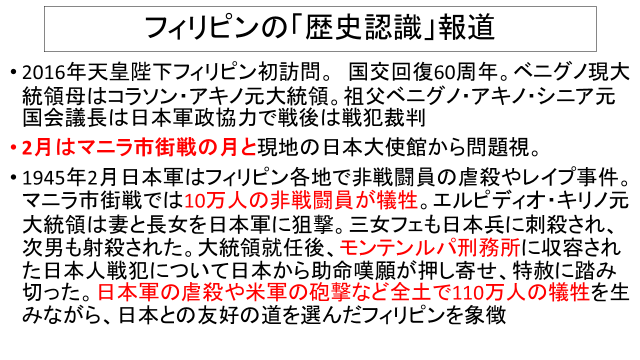 フィリピンの「歴史認識」報道
• 2016年天皇陛下フィリピン初訪問。 国交回復60周年。ベニグノ現大
統領母はコラソン・アキノ元大統領。祖父ベニグノ・アキノ・シニア元
国会議長は日本軍政協力で戦後は戦犯裁判
• 2月はマニラ市街戦の月と現地の日本大使館から問題視。
• 1945年2月日本軍はフィリピン各地で非戦闘員の虐殺やレイプ事件。
マニラ市街戦では10万人の非戦闘員が犠牲。エルピディオ・キリノ元
大統領は妻と長女を日本軍に狙撃。三女フェも日本兵に刺殺され、
次男も射殺された。大統領就任後、モンテンルパ刑務所に収容され
た日本人戦犯について日本から助命嘆願が押し寄せ、特赦に踏み
切った。日本軍の虐殺や米軍の砲撃など全土で110万人の犠牲を生
みながら、日本との友好の道を選んだフィリピンを象徴